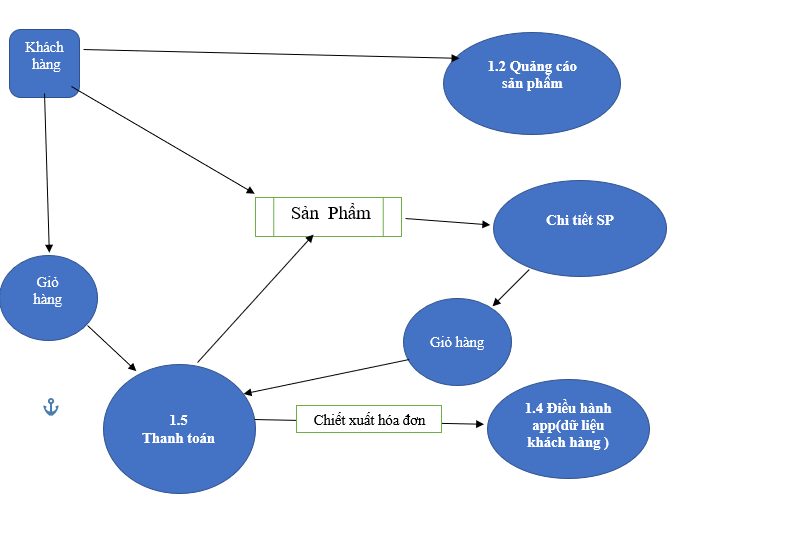 Khách
hàng
1.2 Quảng cáo
sản phẩm
Sản Phẩm
Chi tiết SP
Giỏ
hàng
Giỏ hàng
1.5
Thanh toán
Chiết xuất hóa đơn
1.4 Điều hành
app(dữ liệu
khách hàng )